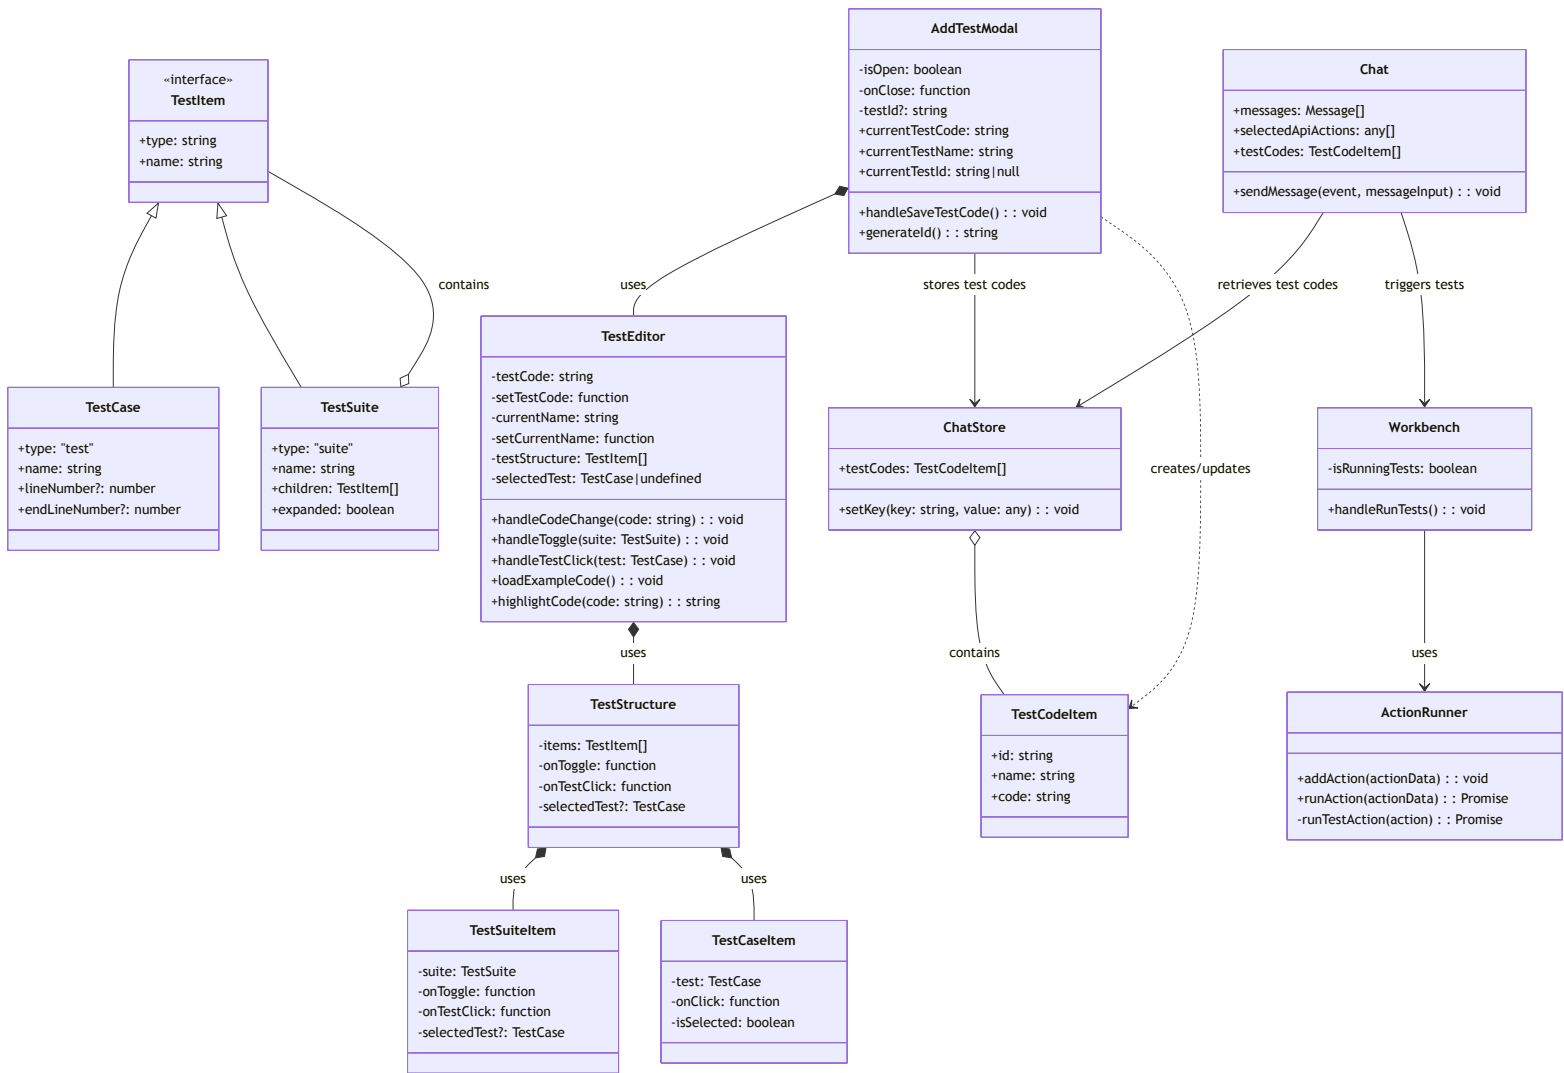 «interface»
TestItem
+type: string
+name: string
AddTestModal
-isOpen: boolean
-onClose: function
-testId?: string
+currentTestCode: string
+currentTestName: string
+currentTestId: string|null
+handleSaveTestCode() : : void
+generateId() : : string
Chat
+messages: Message[]
+selectedApiActions: any[]
+testCodes: TestCodeItem[]
+sendMessage(event, messageInput) : : void
contains
uses
stores test codes
retrieves test codes
triggers tests
TestCase
+type: "test"
+name: string
+lineNumber?: number
+endLineNumber?: number
TestSuite
+type: "suite"
+name: string
+children: TestItem[]
+expanded: boolean
TestEditor
-testCode: string
-setTestCode: function
-currentName: string
-setCurrentName: function
-testStructure: TestItem[]
-selectedTest: TestCase|undefined
+handleCodeChange(code: string) : : void
+handleToggle(suite: TestSuite) : : void
+handleTestClick(test: TestCase) : : void
+loadExampleCode() : : void
+highlightCode(code: string) : : string
ChatStore
+testCodes: TestCodeItem[]
+setKey(key: string, value: any) : : void
creates/updates
Workbench
-isRunningTests: boolean
+handleRunTests() : : void
uses
contains
uses
TestStructure
-items: TestItem[]
-onToggle: function
-onTestClick: function
-selectedTest?: TestCase
TestCodeItem
+id: string
+name: string
+code: string
ActionRunner
+addAction(actionData) : : void
+runAction(actionData) : : Promise
-runTestAction(action) : : Promise
uses
uses
TestSuiteItem
-suite: TestSuite
-onToggle: function
-onTestClick: function
-selectedTest?: TestCase
TestCaseItem
-test: TestCase
-onClick: function
-isSelected: boolean